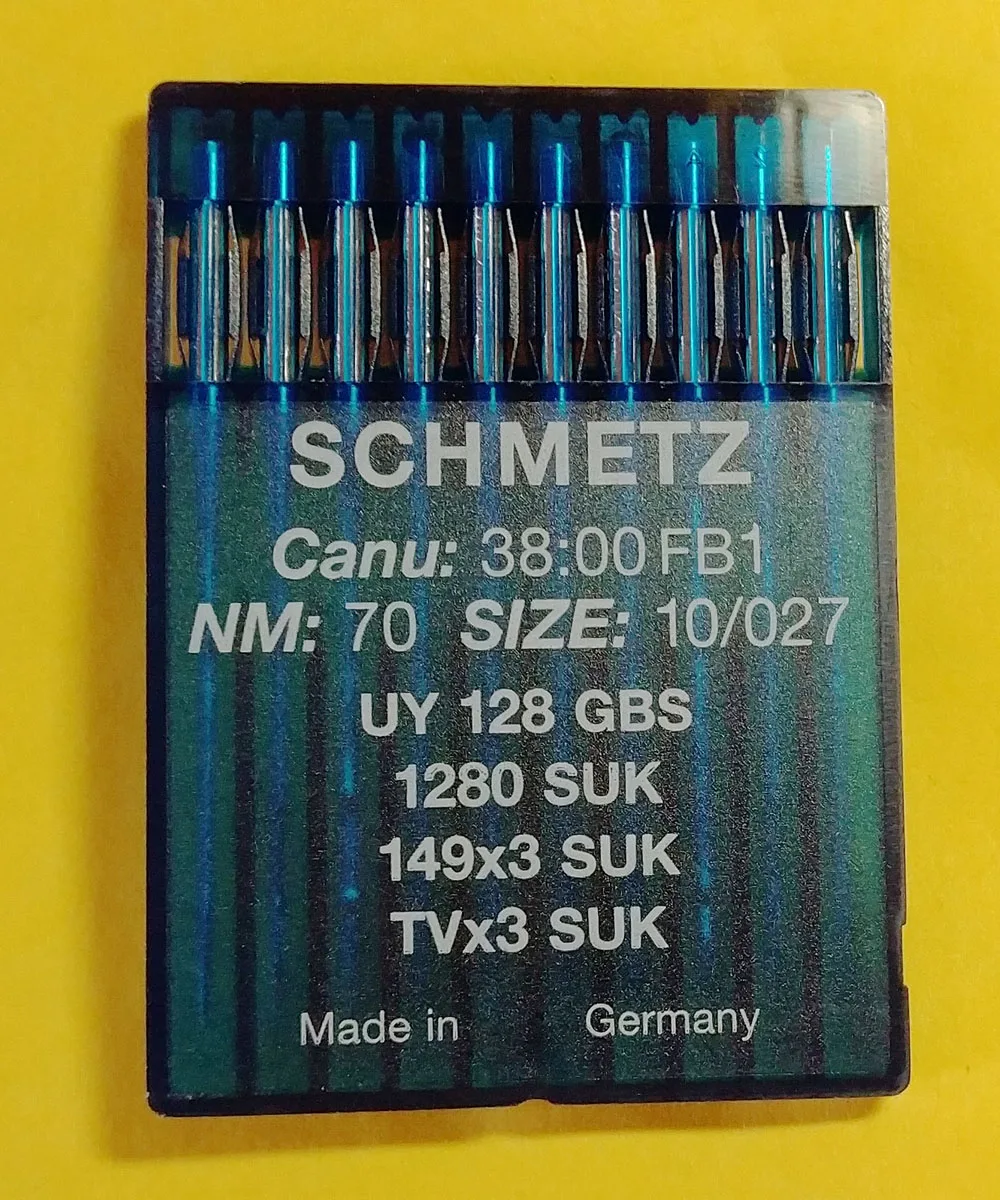 SCHMETZ
Canu: 38:00 FB1
NM: 70 SIZE: 10/027
UY 128 GBS
1280 SUK
149x3 SUK
TVx3 SUK
Made in Germany